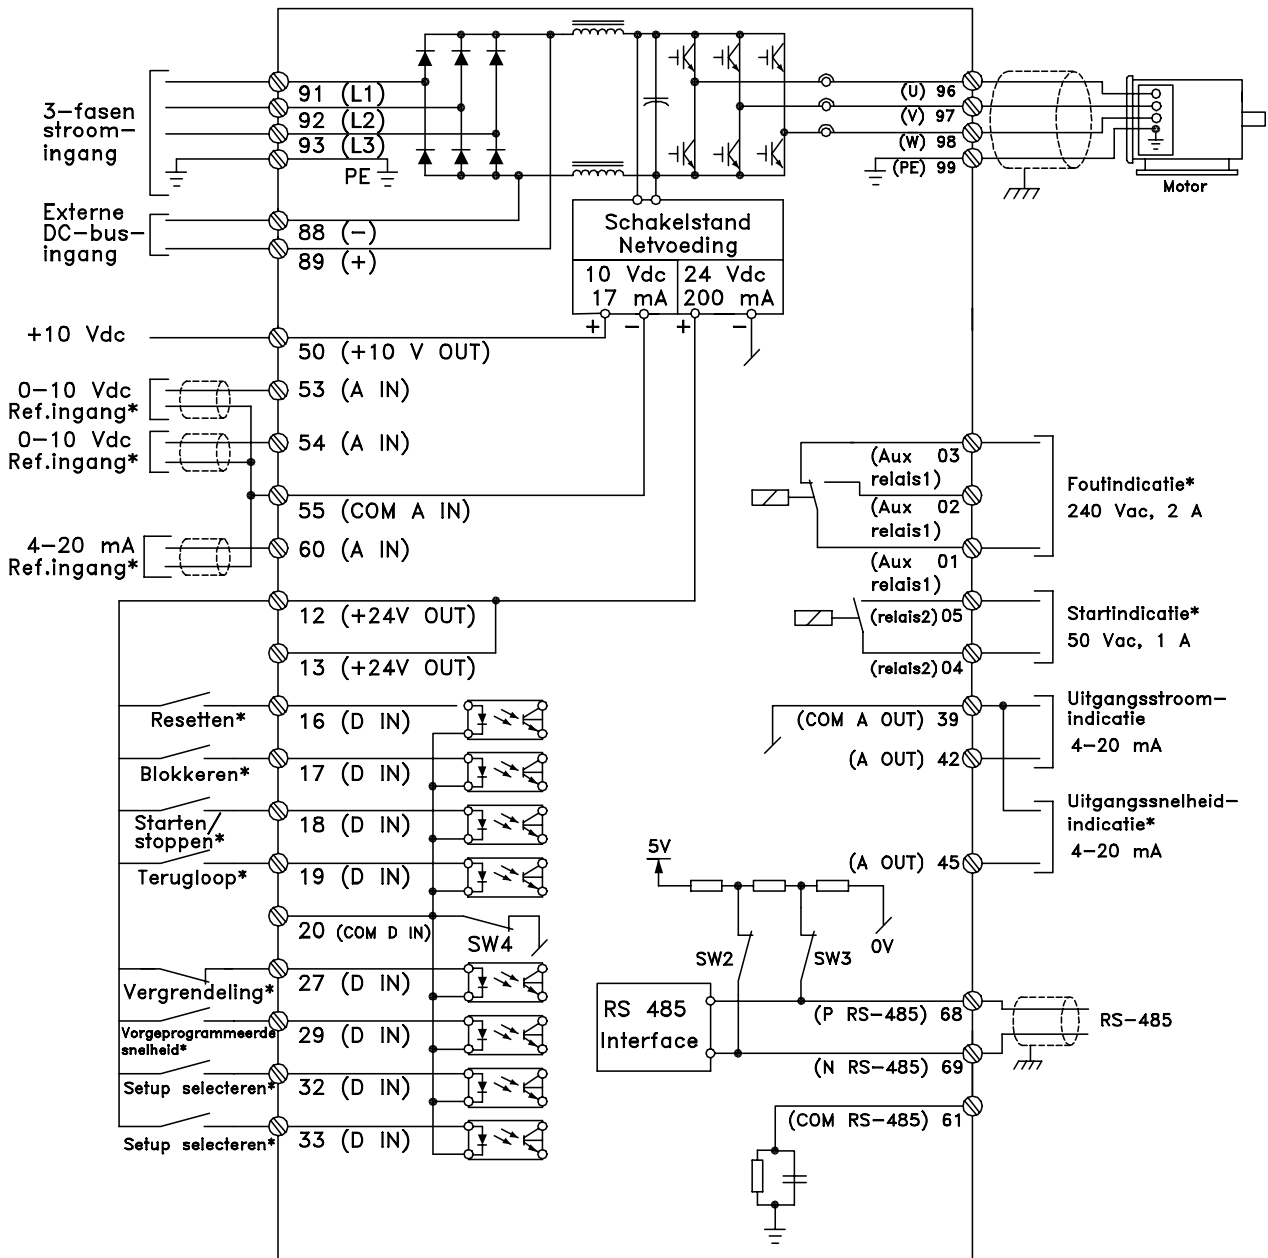 3-fasen
stroom-
ingang
91 (L1)
92 (L2)
93 (L3)
PE
Externe
DC-bus-
ingang
88 (-)
89 (+)
(U) 96
(V) 97
(W) 98
(PE) 99
Motor
Schakelstand
Netvoeding
10 Vdc
17 mA
24 Vdc
200 mA
+ - + -
+10 Vdc
50 (+10 V OUT)
0-10 Vdc
Ref.ingang*
53 (A IN)
0-10 Vdc
Ref.ingang*
54 (A IN)
55 (COM A IN)
4-20 mA
Ref.ingang*
60 (A IN)
12 (+24V OUT)
13 (+24V OUT)
Resetten*
16 (D IN)
Blokkeren*
17 (D IN)
Starten/
stoppen*
18 (D IN)
Terugloop*
19 (D IN)
20 (COM D IN)
SW4
Vergrendeling*
27 (D IN)
Vorgeprogrammeerde
snelheid*
29 (D IN)
Setup selecteren*
32 (D IN)
Setup selecteren*
33 (D IN)
(Aux 03
relais1)
(Aux 02
relais1)
(Aux 01
relais1)
Foutindicatie*
240 Vac, 2 A
(relais2) 05
(relais2) 04
Startindicatie*
50 Vac, 1 A
(COM A OUT) 39
(A OUT) 42
Uitgangsstroom-
indicatie
4-20 mA
Uitgangssnelheid-
indicatie*
4-20 mA
(A OUT) 45
5V
0V
SW2
SW3
RS 485
Interface
(P RS-485) 68
(N RS-485) 69
RS-485
(COM RS-485) 61